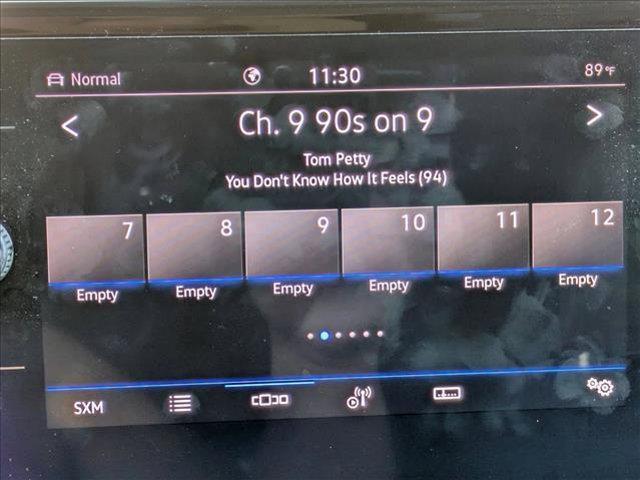 Normal 11:30 89°F
Ch. 9 90s on 9
Tom Petty
You Don't Know How It Feels (94)
7 8 9 10 11 12
Empty Empty Empty Empty Empty Empty
SXM